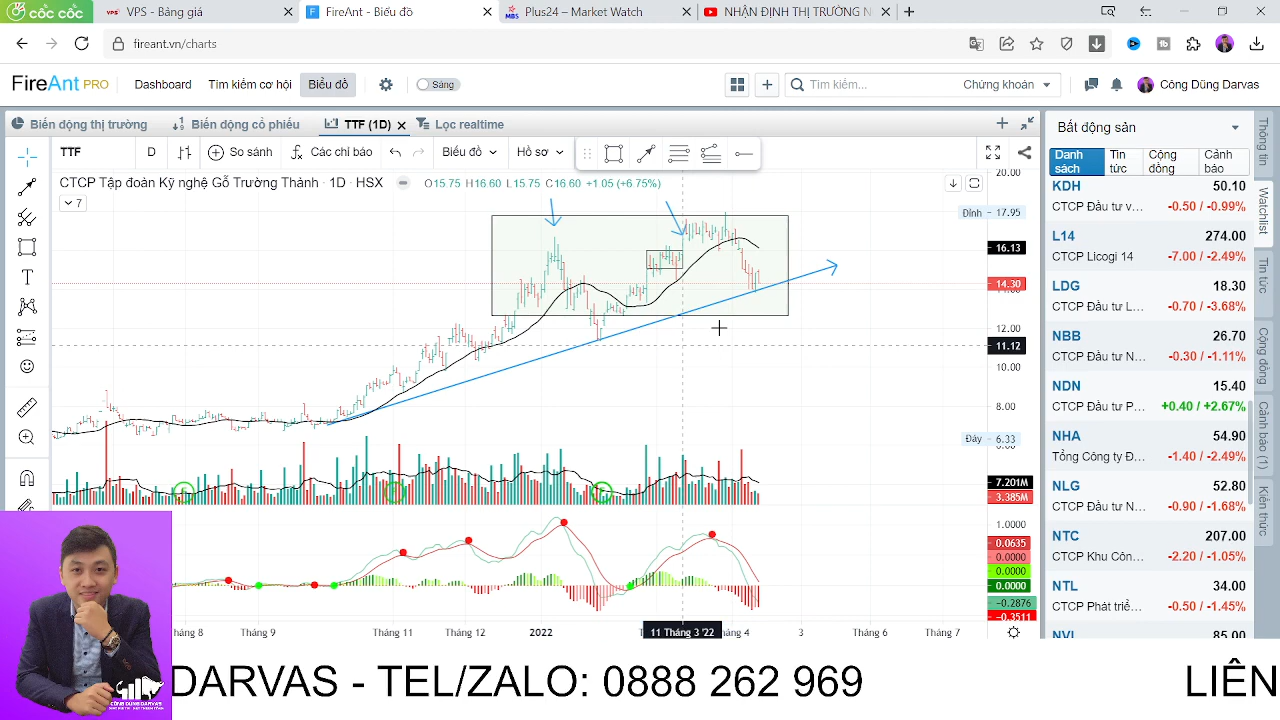 cốc cốc
VPS - Bảng giá
FireAnt - Biểu đồ
MBS Plus24 – Market Watch
NHẬN ĐỊNH THỊ TRƯỜNG N
fireant.vn/charts
FireAnt PRO
Dashboard
Tìm kiếm cơ hội
Biểu đồ
Sáng
Tìm kiếm...
Chứng khoán
Công Dũng Darvas
Biến động thị trường
Biến động cổ phiếu
TTF (1D)
Lọc realtime
TTF
D
So sánh
Các chỉ báo
Biểu đồ
Hồ sơ
CTCP Tập đoàn Kỹ nghệ Gỗ Trường Thành · 1D · HSX
O15.75 H16.60 L15.75 C16.60 +1.05 (+6.75%)
7
20.00
Đỉnh 17.95
16.13
14.30
12.00
11.12
10.00
8.00
Đáy 6.33
7.201M
3.385M
1.0000
0.0635
0.0000
0.0000
0.0000
-0.2876
-0.3511
háng 8
Tháng 9
Tháng 11
Tháng 12
2022
11 Tháng 3 '22
áng 4
3
Tháng 6
Tháng 7
Bất động sản
Danh sách
Tin tức
Cộng đồng
Cảnh báo
KDH 50.10
CTCP Đầu tư v... -0.50 / -0.99%
L14 274.00
CTCP Licogi 14 -7.00 / -2.49%
LDG 18.30
CTCP Đầu tư L... -0.70 / -3.68%
NBB 26.70
CTCP Đầu tư N... -0.30 / -1.11%
NDN 15.40
CTCP Đầu tư P... +0.40 / +2.67%
NHA 54.90
Tổng Công ty Đ... -1.40 / -2.49%
NLG 52.80
CTCP Đầu tư N... -0.90 / -1.68%
NTC 207.00
CTCP Khu Côn... -2.20 / -1.05%
NTL 34.00
CTCP Phát triể... -0.50 / -1.45%
NVL 85.00
Thông tin
Watchlist
Tin tức
Cộng đồng
Cảnh báo (1)
Kiến thức
CÔNG DŨNG DARVAS
DARVAS - TEL/ZALO: 0888 262 969
LIÊN